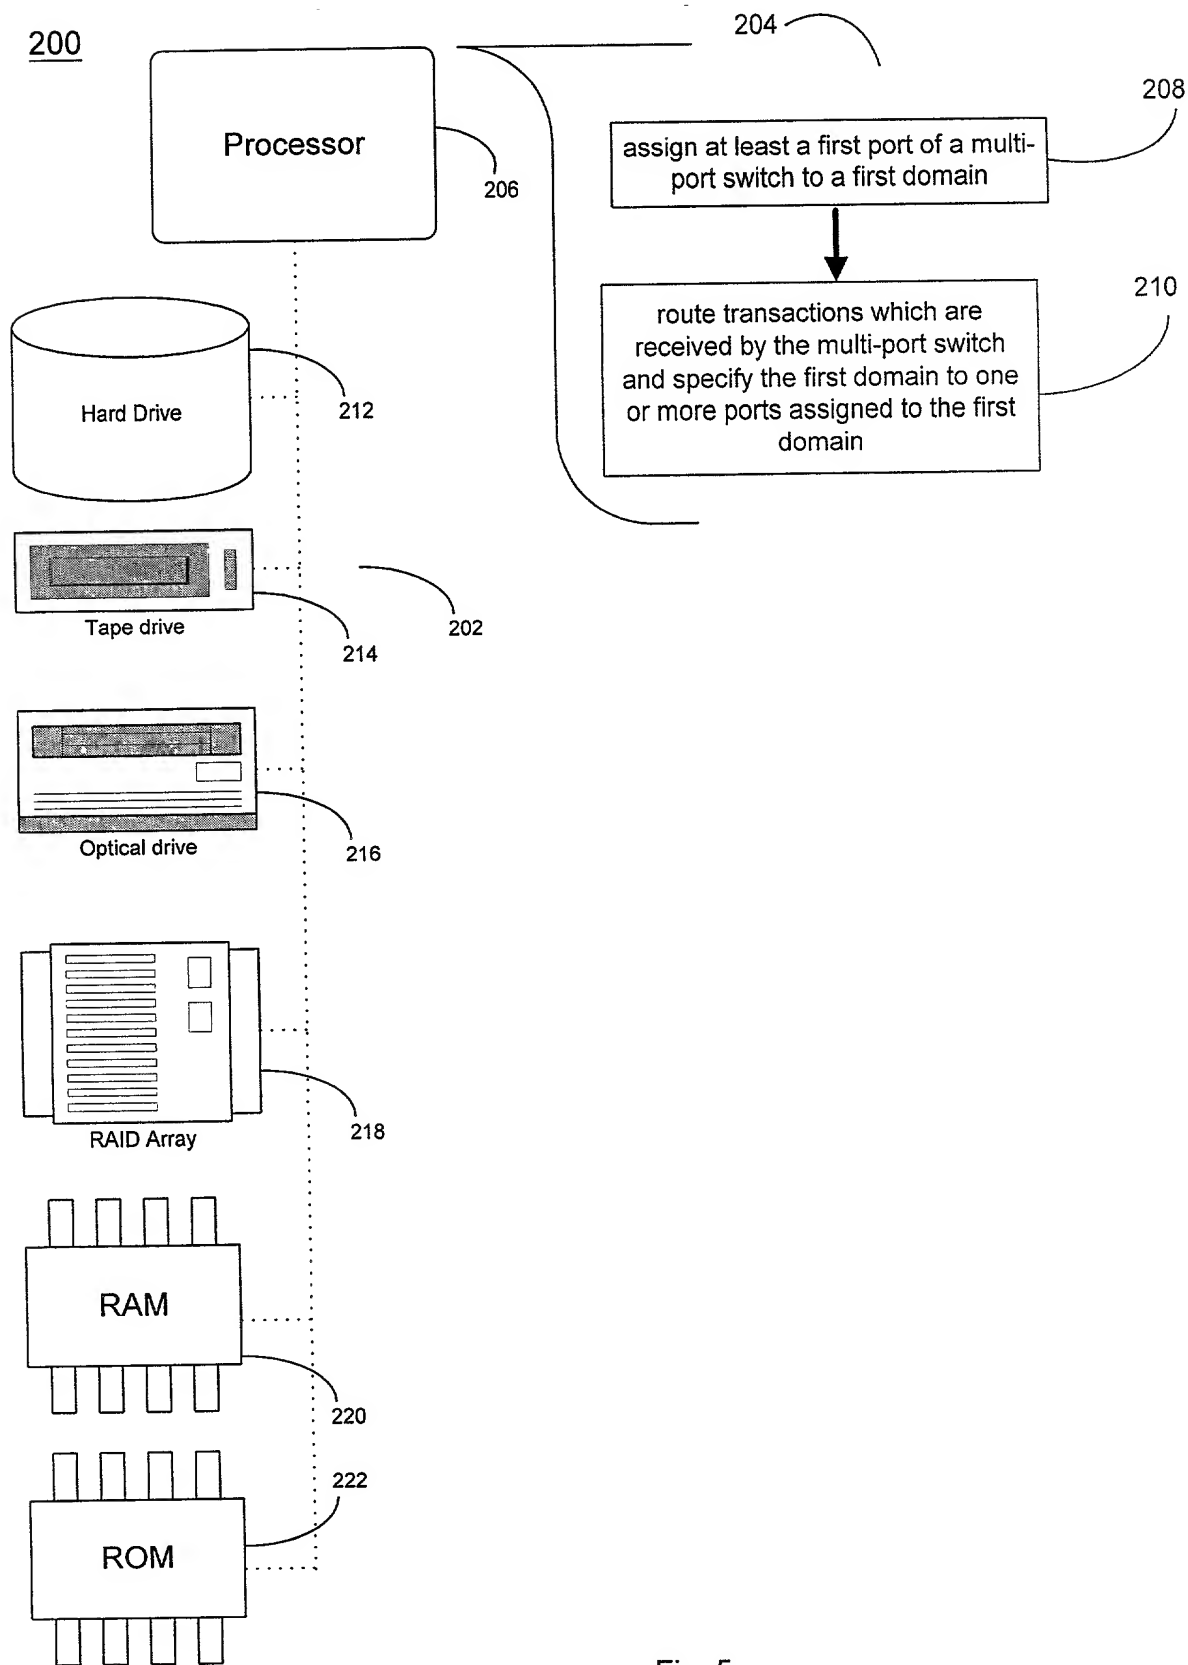 200
204
208
Processor
206
assign at least a first port of a multi-
port switch to a first domain
210
route transactions which are
received by the multi-port switch
and specify the first domain to one
or more ports assigned to the first
domain
Hard Drive
212
Tape drive
214
202
Optical drive
216
RAID Array
218
RAM
220
222
ROM